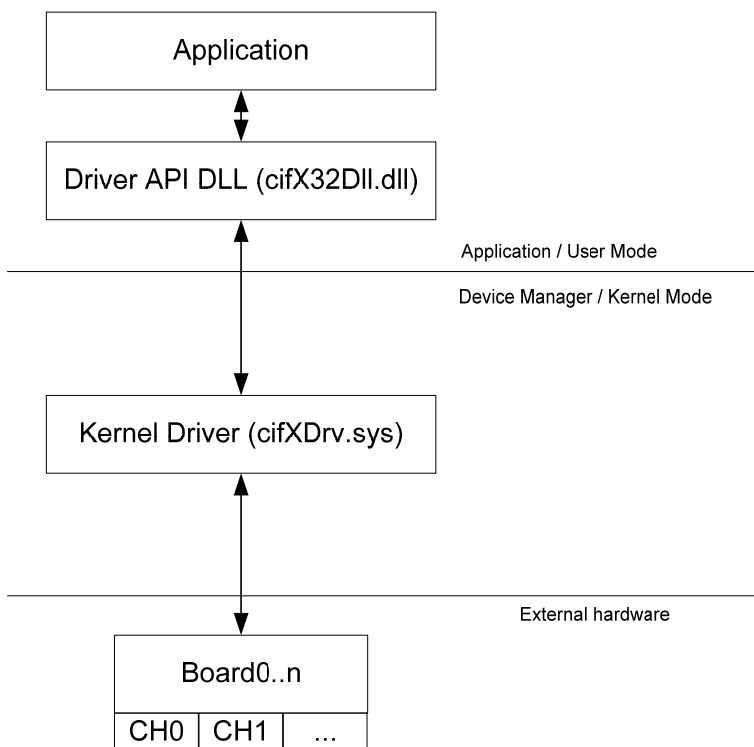 Application
Driver API DLL (cifX32Dll.dll)
Application / User Mode
Device Manager / Kernel Mode
Kernel Driver (cifXDrv.sys)
External hardware
Board0..n
CH0 CH1 ...